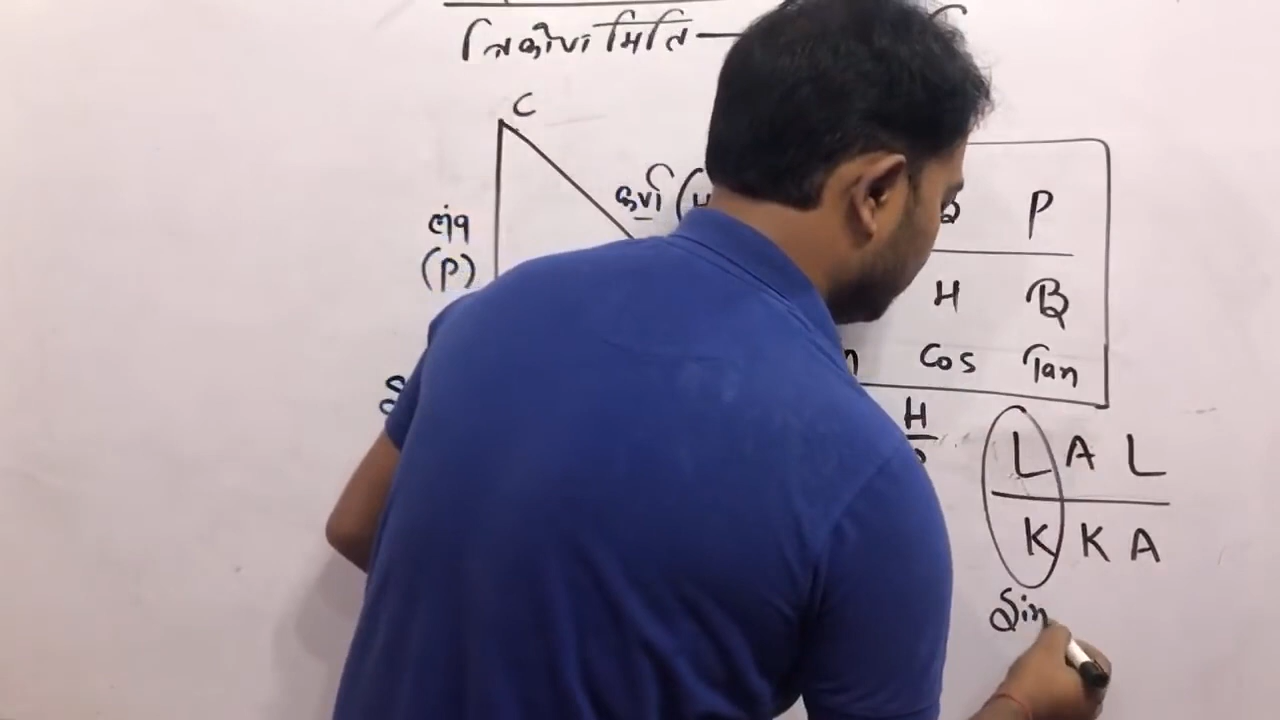 त्रिकोणमिति—
C
लंब
(P)
कर्ण (H
P
H B
Cos Tan
H
L A L
K K A
Sin